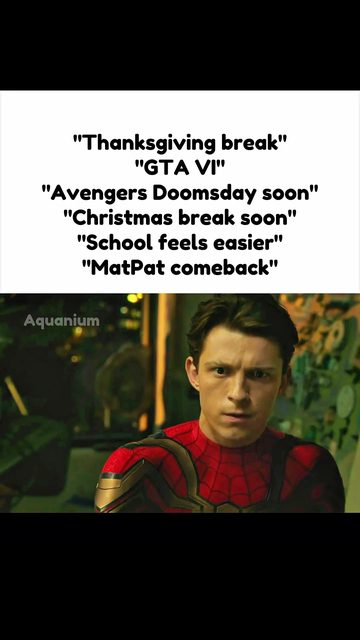 "Thanksgiving break"
"GTA VI"
"Avengers Doomsday soon"
"Christmas break soon"
"School feels easier"
"MatPat comeback"
Aquanium